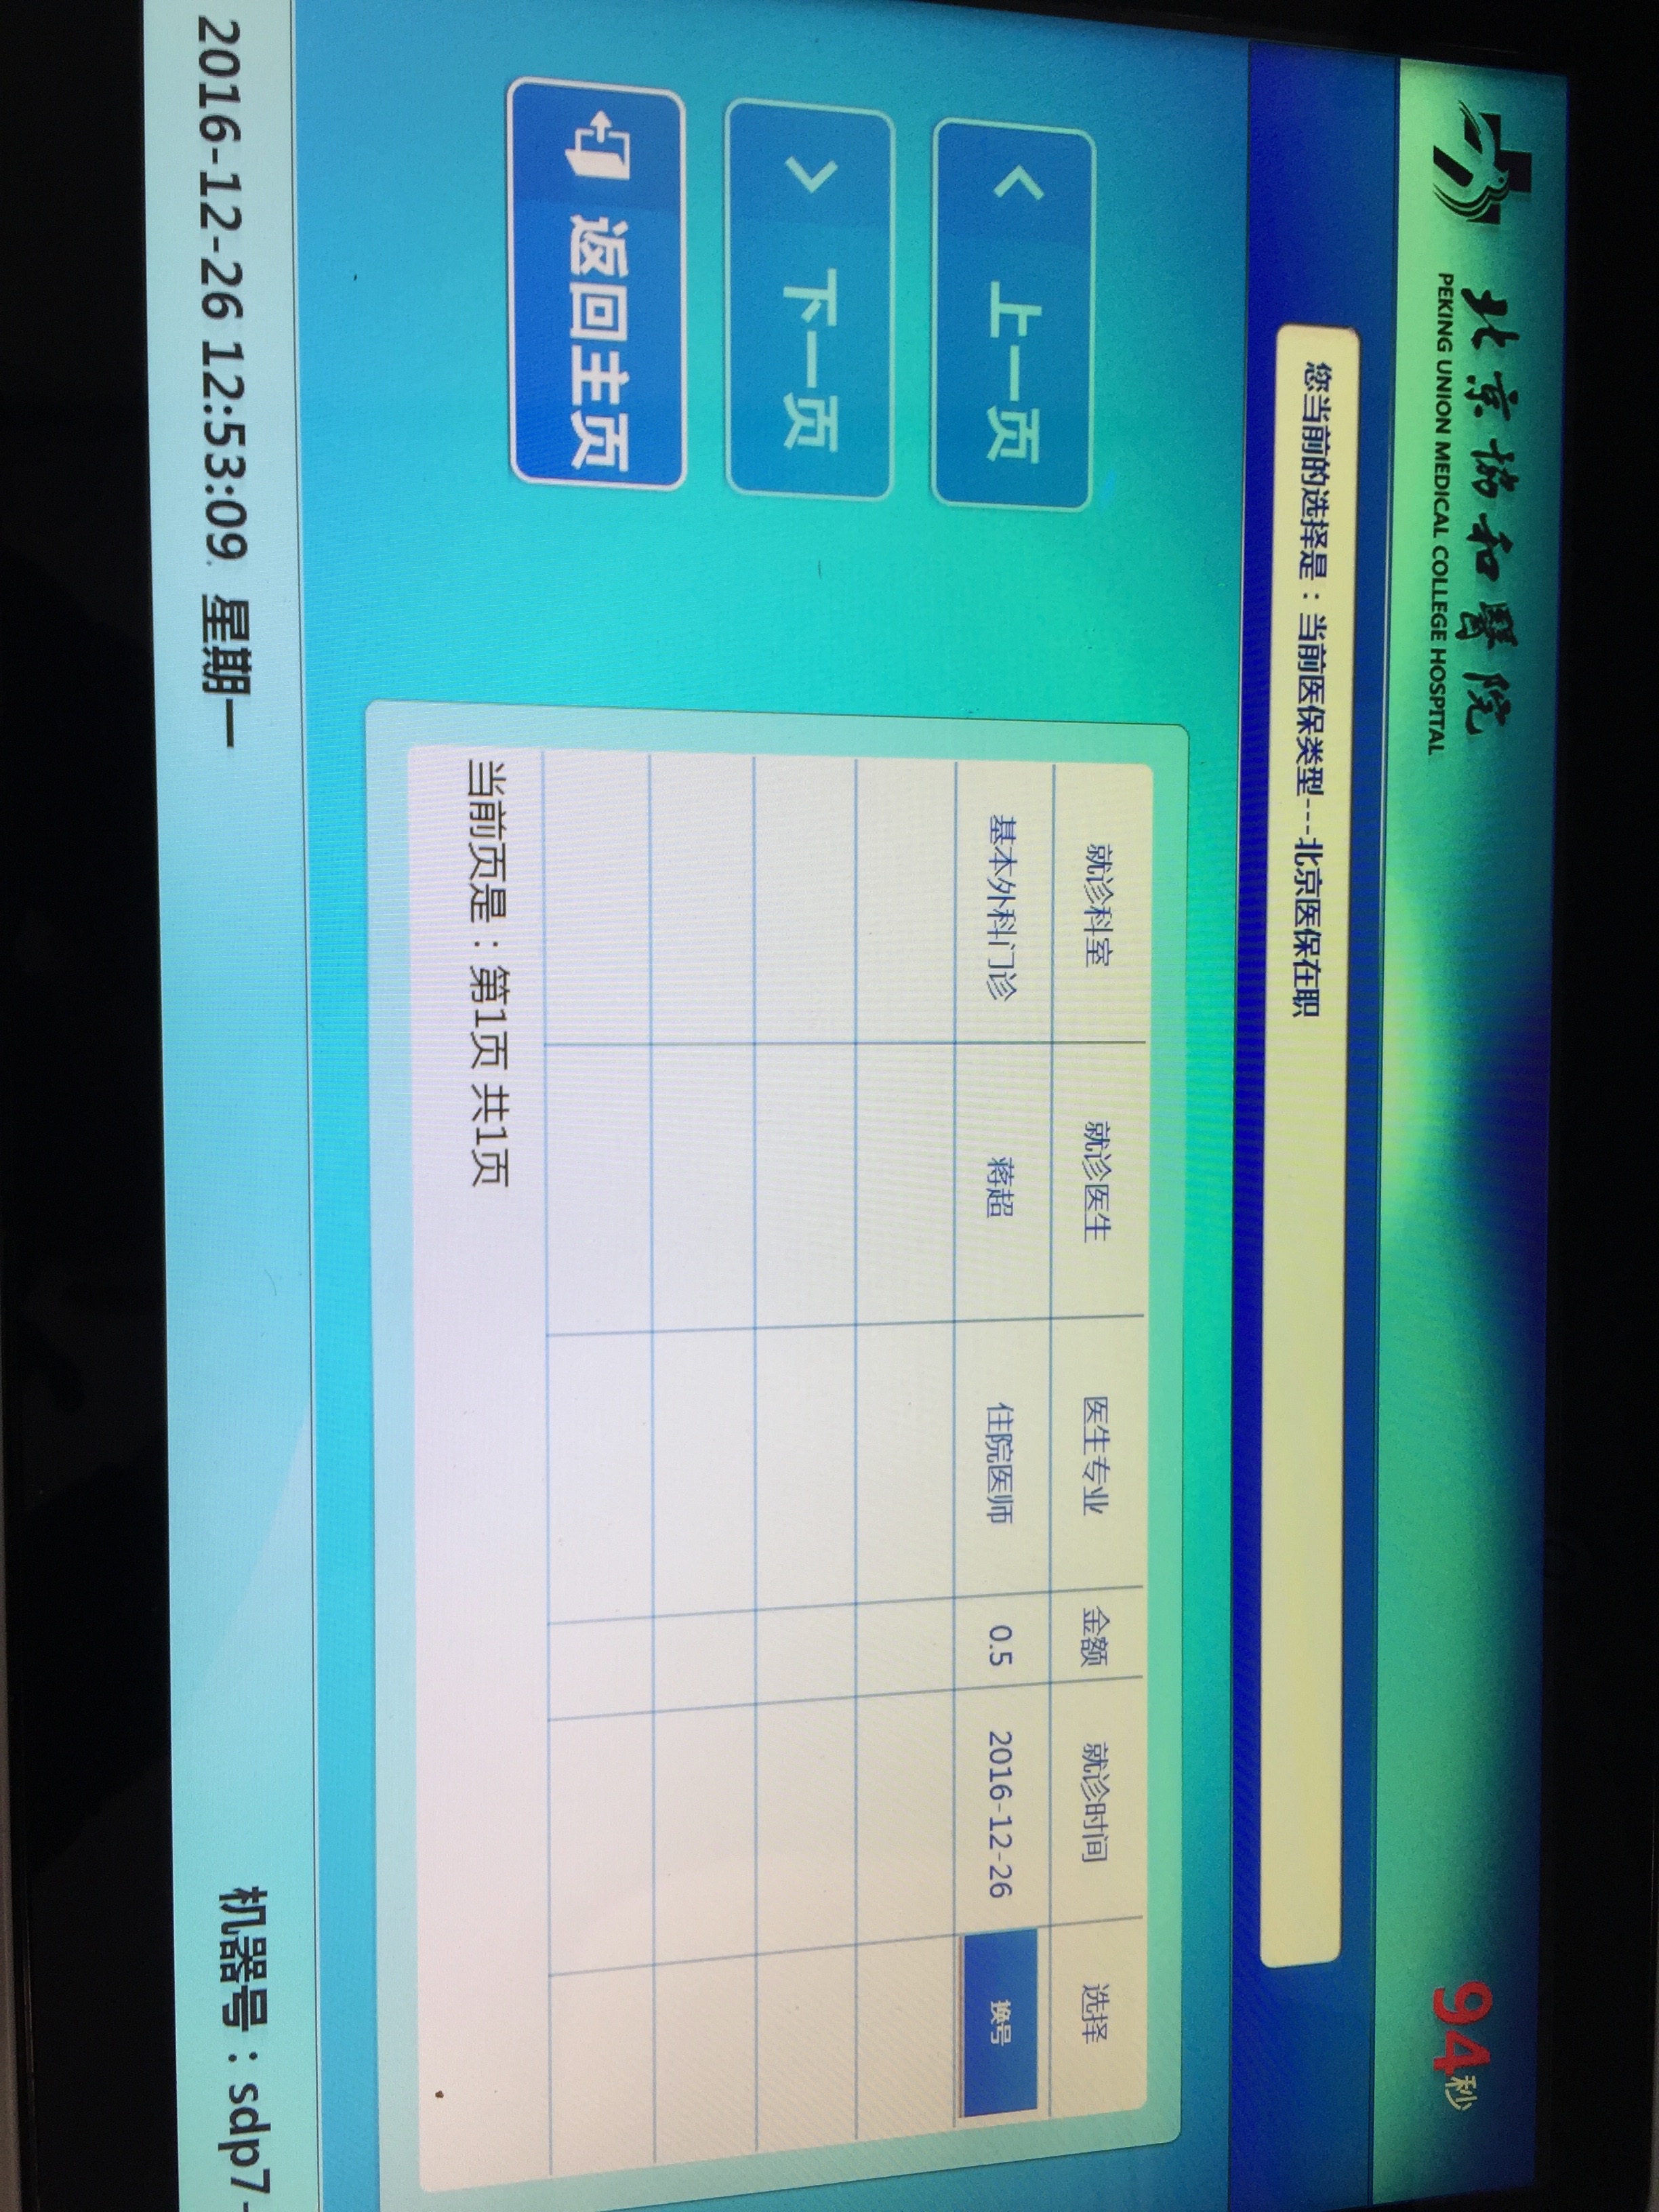 北京協和醫院
PEKING UNION MEDICAL COLLEGE HOSPITAL
94秒
您当前的选择是：当前医保类型---北京医保在职
上一页
下一页
返回主页
就诊科室 就诊医生 医生专业 金额 就诊时间 选择
基本外科门诊 蒋超 住院医师 0.5 2016-12-26 换号
当前页是：第1页 共1页
2016-12-26 12:53:09 星期一
机器号：sdp7-